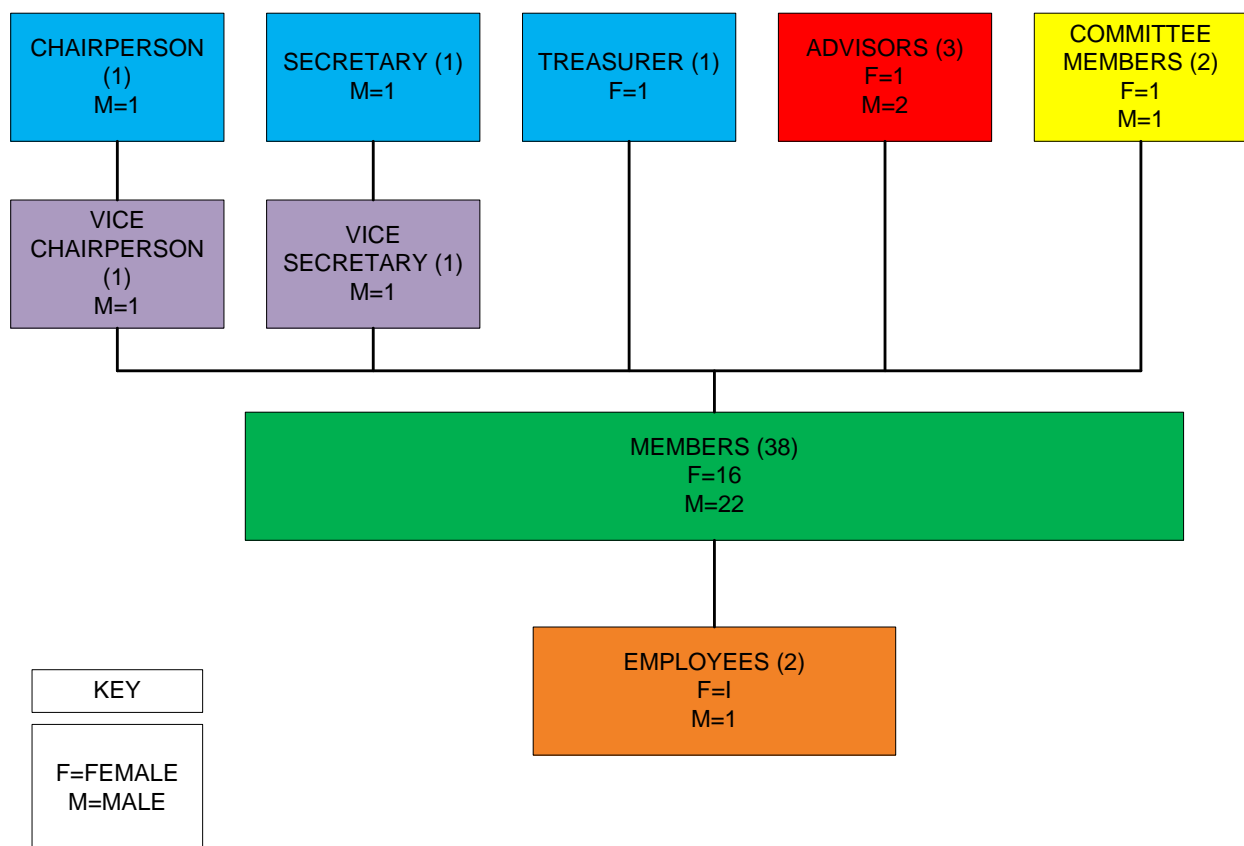 CHAIRPERSON
(1)
M=1
SECRETARY (1)
M=1
TREASURER (1)
F=1
ADVISORS (3)
F=1
M=2
COMMITTEE
MEMBERS (2)
F=1
M=1
VICE
CHAIRPERSON
(1)
M=1
VICE
SECRETARY (1)
M=1
MEMBERS (38)
F=16
M=22
EMPLOYEES (2)
F=I
M=1
KEY
F=FEMALE
M=MALE